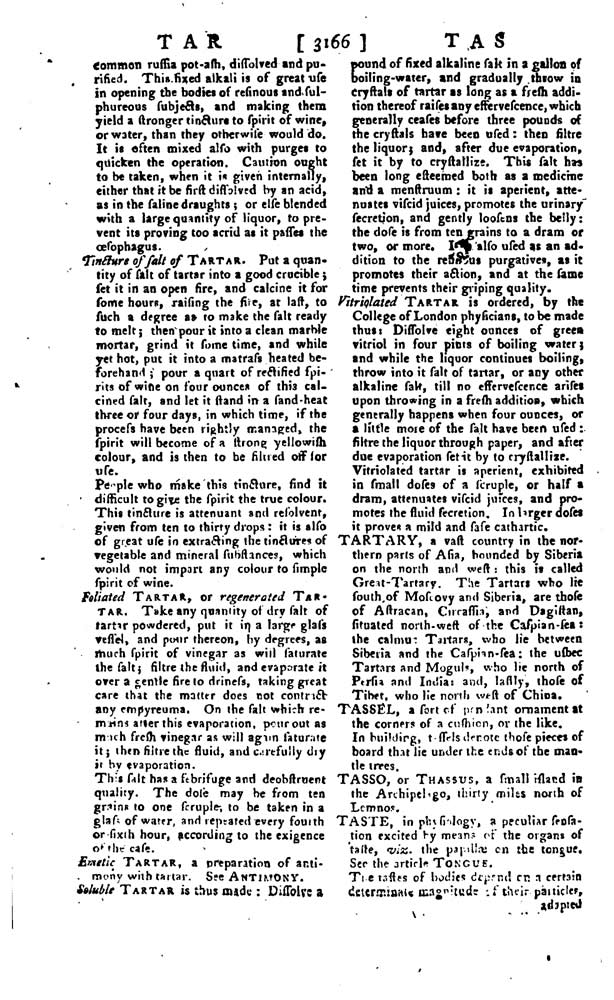 TAR [ 3166 ] TAS
common ruſſia pot-aſh, diſſolved and pu-
rified. This fixed alkali is of great uſe
in opening the bodies of reſinous and ſul-
phureous ſubjects, and making them
yield a ſtronger tincture to ſpirit of wine,
or water, than they otherwiſe would do.
It is often mixed alſo with purges to
quicken the operation. Caution ought
to be taken, when it is given internally,
either that it be firſt diſſolved by an acid,
as in the ſaline draughts; or elſe blended
with a large quantity of liquor, to pre-
vent its proving too acrid as it paſſes the
œſophagus.
Tincture of ſalt of TARTAR. Put a quan-
tity of ſalt of tartar into a good crucible;
ſet it in an open fire, and calcine it for
ſome hours, raiſing the fire, at laſt, to
ſuch a degree as to make the ſalt ready
to melt; then pour it into a clean marble
mortar, grind it ſome time, and while
yet hot, put it into a matraſs heated be-
forehand; pour a quart of rectified ſpi-
rits of wine on four ounces of this cal-
cined ſalt, and let it ſtand in a ſand-heat
three or four days, in which time, if the
proceſs have been rightly managed, the
ſpirit will become of a ſtrong yellowiſh
colour, and is then to be filtred off for
uſe.
People who make this tincture, find it
difficult to give the ſpirit the true colour.
This tincture is attenuant and reſolvent,
given from ten to thirty drops: it is alſo
of great uſe in extracting the tinctures of
vegetable and mineral ſubſtances, which
would not impart any colour to ſimple
ſpirit of wine.
Foliated TARTAR, or regenerated TAR-
TAR. Take any quantity of dry ſalt of
tartar powdered, put it in a large glaſs
veſſel, and pour thereon, by degrees, as
much ſpirit of vinegar as will ſaturate
the ſalt; filtre the fluid, and evaporate it
over a gentle fire to drineſs, taking great
care that the matter does not contract
any empyreuma. On the ſalt which re-
mains after this evaporation, pour out as
much freſh vinegar as will again ſaturate
it; then filtre the fluid, and carefully dry
it by evaporation.
This ſalt has a febrifuge and deobſtruent
quality. The doſe may be from ten
grains to one ſcruple, to be taken in a
glaſs of water, and repeated every fourth
or ſixth hour, according to the exigence
of the caſe.
Emetic TARTAR, a preparation of anti-
mony with tartar. See ANTIMONY.
Soluble TARTAR is thus made: Diſſolve a
pound of fixed alkaline ſalt in a gallon of
boiling-water, and gradually throw in
cryſtals of tartar as long as a freſh addi-
tion thereof raiſes any efferveſcence, which
generally ceaſes before three pounds of
the cryſtals have been uſed: then filtre
the liquor; and, after due evaporation,
ſet it by to cryſtallize. This ſalt has
been long eſteemed both as a medicine
and a menſtruum: it is aperient, atte-
nuates viſcid juices, promotes the urinary
ſecretion, and gently looſens the belly:
the doſe is from ten grains to a dram or
two, or more. It alſo uſed as an ad-
dition to the purgatives, as it
promotes their action, and at the ſame
time prevents their griping quality.
Vitriolated TARTAR is ordered, by the
College of London phyſicians, to be made
thus: Diſſolve eight ounces of green
vitriol in four pints of boiling water;
and while the liquor continues boiling,
throw into it ſalt of tartar, or any other
alkaline ſalt, till no efferveſcence ariſes
upon throwing in a freſh addition, which
generally happens when four ounces, or
a little more of the ſalt have been uſed:
filtre the liquor through paper, and after
due evaporation ſet it by to cryſtallize.
Vitriolated tartar is aperient, exhibited
in ſmall doſes of a ſcruple, or half a
dram, attenuates viſcid juices, and pro-
motes the fluid ſecretion. In larger doſes
it proves a mild and ſafe cathartic.
TARTARY, a vaſt country in the nor-
thern parts of Aſia, bounded by Siberia
on the north and weſt: this is called
Great-Tartary. The Tartars who lie
ſouth of Moſcovy and Siberia, are thoſe
of Aſtracan, Circaſſia, and Dagiſtan,
ſituated north-weſt of the Caſpian-ſea:
the calmuc Tartars, who lie between
Siberia and the Caſpian-ſea: the uſbec
Tartars and Moguls, who lie north of
Perſia and India: and, laſtly, thoſe of
Tibet, who lie north weſt of China.
TASSEL, a ſort of pendant ornament at
the corners of a cuſhion, or the like.
In building, taſſels denote thoſe pieces of
board that lie under the ends of the man-
tle trees.
TASSO, or THASSUS, a ſmall iſland in
the Archipelago, thirty miles north of
Lemnos.
TASTE, in phyſiology, a peculiar ſenſa-
tion excited by means of the organs of
taſte, viz. the papillæ on the tongue.
See the article TONGUE.
The taſtes of bodies depend on a certain
determinate magnitude of their particles,
adapted